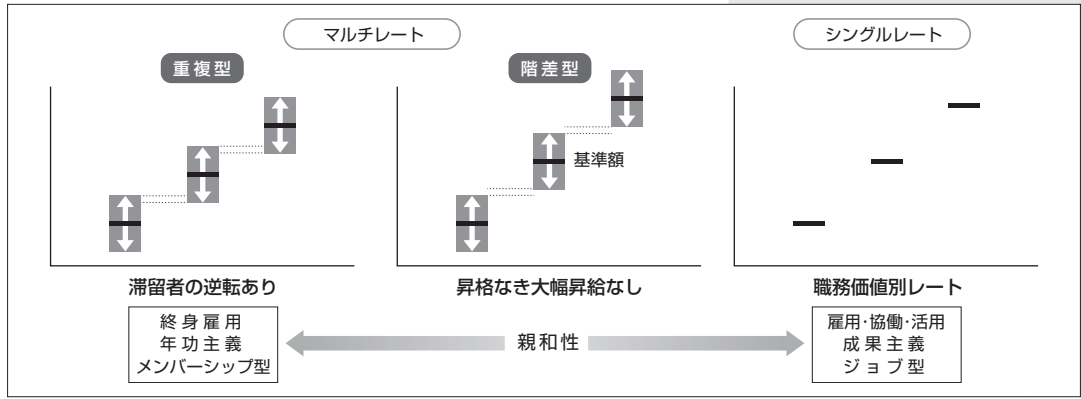 マルチレート
シングルレート
重複型
階差型
基準額
滞留者の逆転あり
昇格なき大幅昇給なし
職務価値別レート
終身雇用
年功主義
メンバーシップ型
親和性
雇用･協働･活用
成果主義
ジョブ型